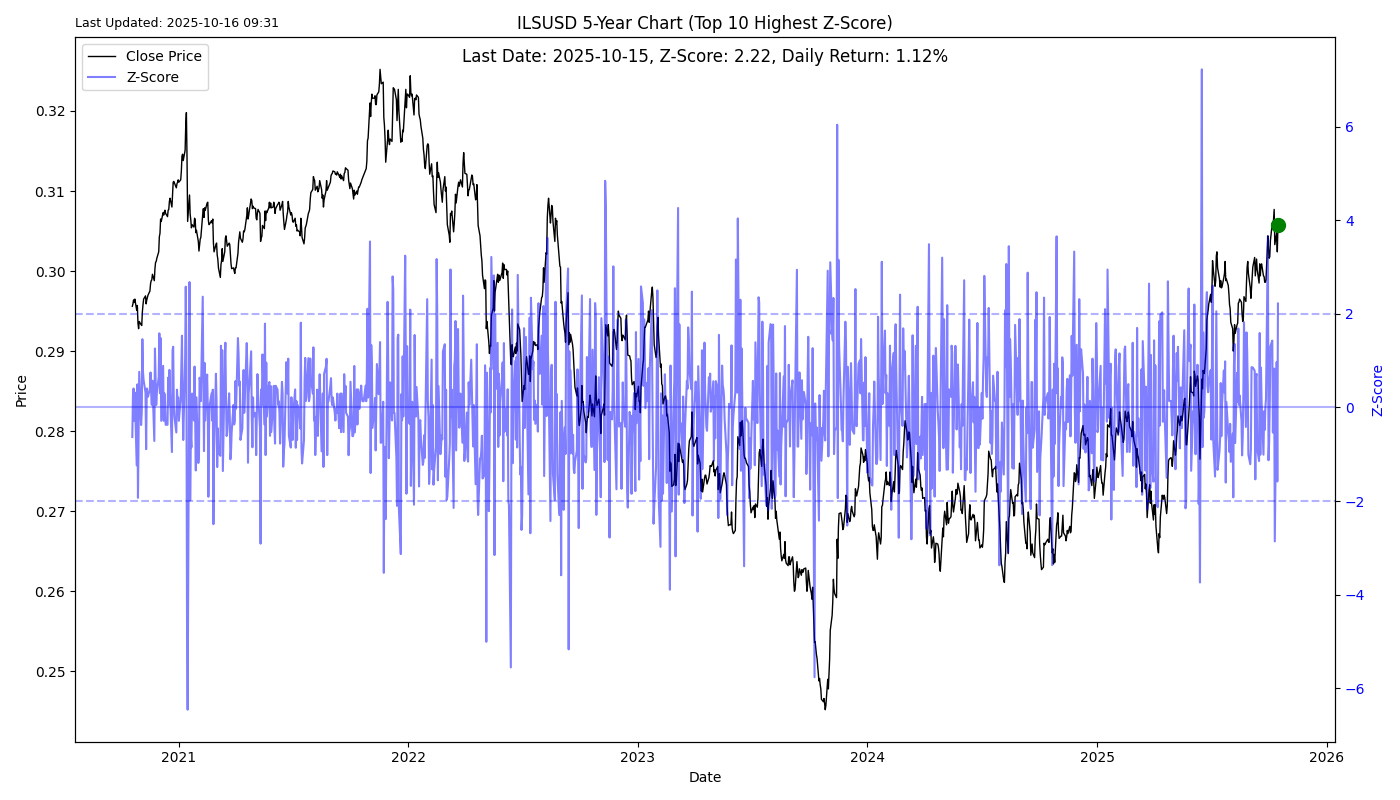 Last Updated: 2025-10-16 09:31
ILSUSD 5-Year Chart (Top 10 Highest Z-Score)
Last Date: 2025-10-15, Z-Score: 2.22, Daily Return: 1.12%
Close Price
Z-Score
0.32
0.31
0.30
0.29
0.28
0.27
0.26
0.25
Price
6
4
2
0
−2
−4
−6
Z-Score
2021
2022
2023
2024
2025
2026
Date